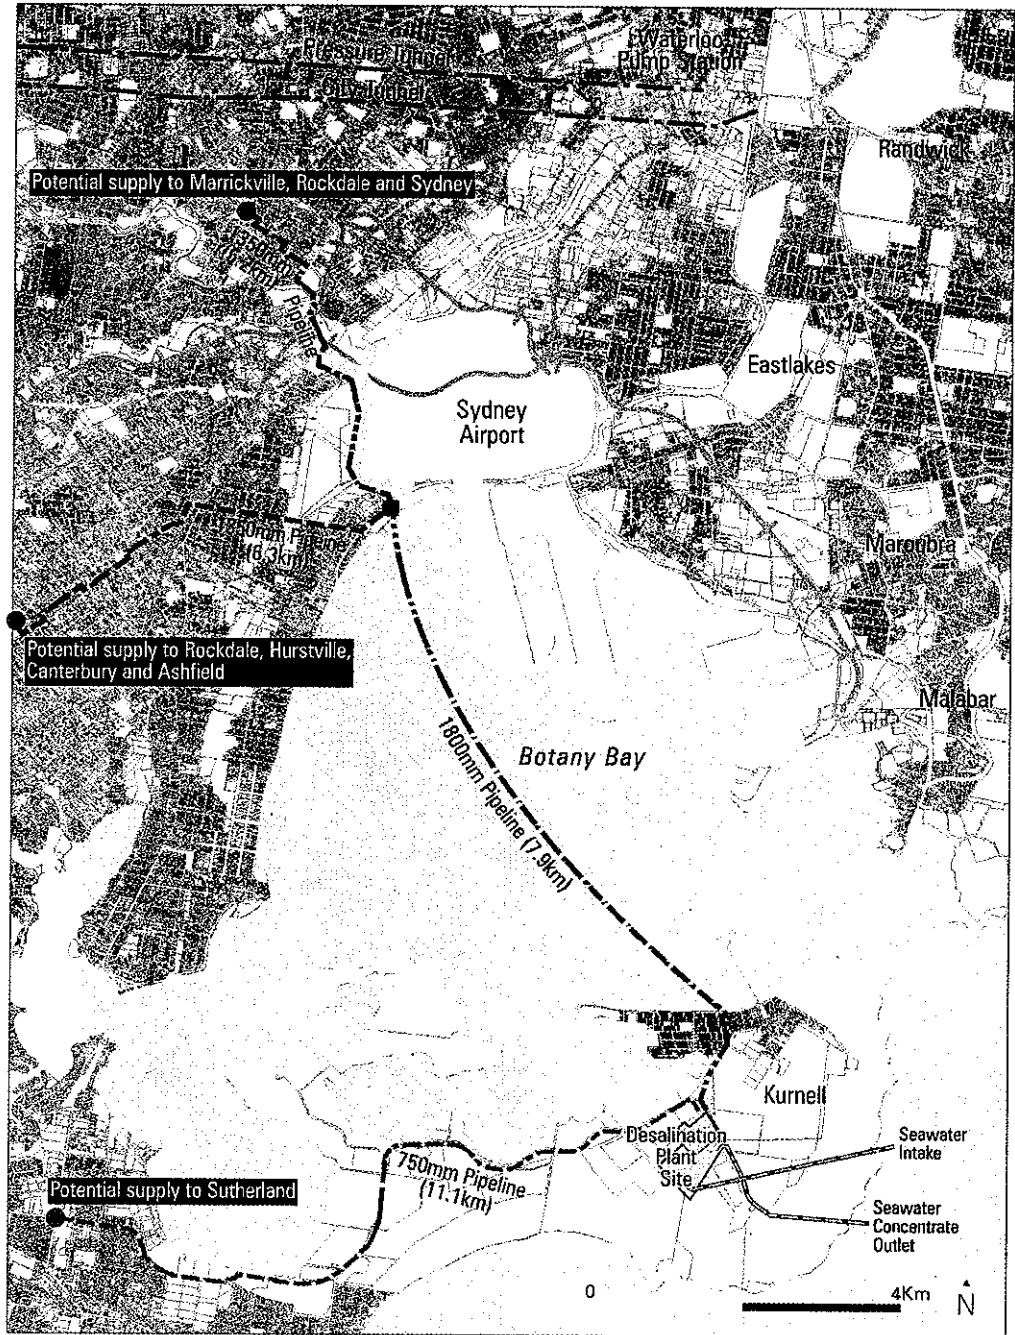 Pressure Tunnel
Waterloo
Pump Station
City Tunnel
Randwick
Potential supply to Marrickville, Rockdale and Sydney
Pipeline
Eastlakes
Sydney
Airport
Pipeline
(6.3km)
Maroubra
Potential supply to Rockdale, Hurstville,
Canterbury and Ashfield
Malabar
Botany Bay
1800mm Pipeline (7.9km)
Kurnell
Desalination
Plant
Site
Seawater
Intake
750mm Pipeline
(11.1km)
Potential supply to Sutherland
Seawater
Concentrate
Outlet
0
4Km
N